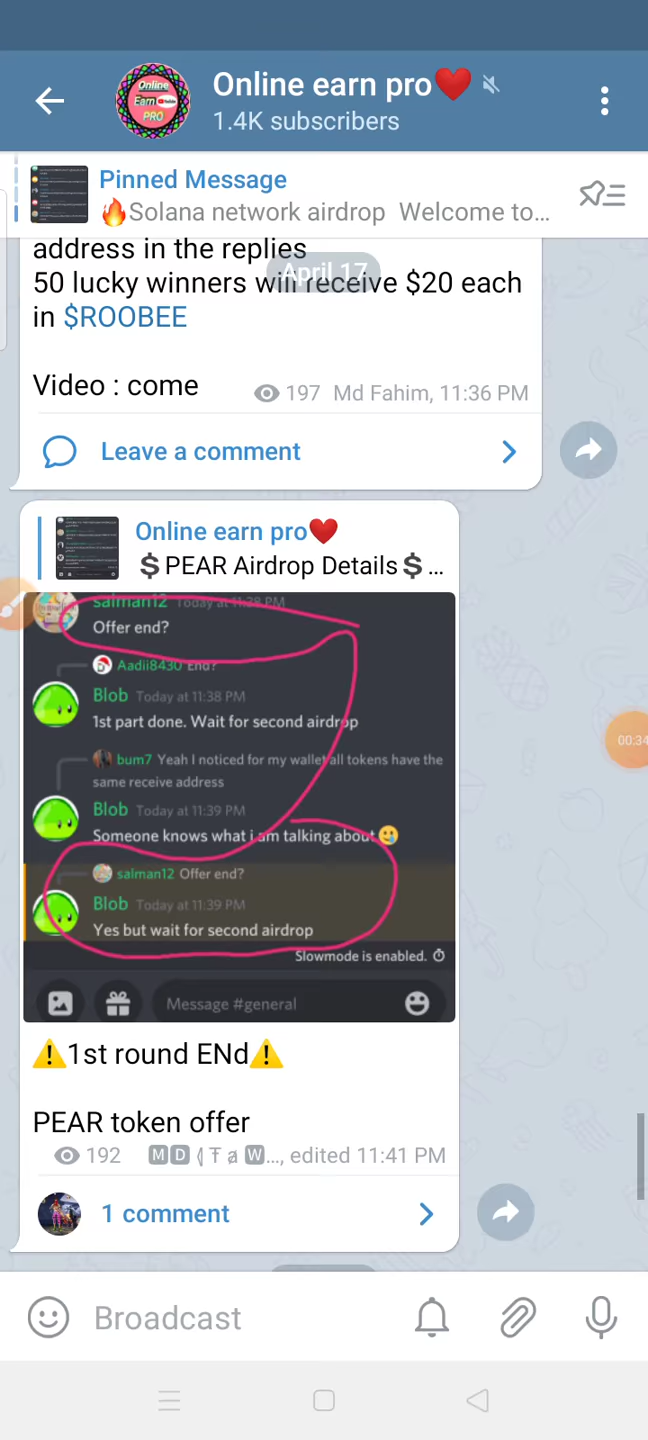 Online earn pro❤️
1.4K subscribers
Pinned Message
🔥Solana network airdrop Welcome to...
address in the replies
April 17
50 lucky winners will receive $20 each
in $ROOBEE
Video : come
197 Md Fahim, 11:36 PM
Leave a comment
Online earn pro❤️
💲PEAR Airdrop Details💲...
salman12 Today at 11:38 PM
Offer end?
Aadii8430 End?
Blob Today at 11:38 PM
1st part done. Wait for second airdrop
bum7 Yeah I noticed for my wallet all tokens have the
same receive address
Blob Today at 11:39 PM
Someone knows what i am talking about 🥲
salman12 Offer end?
Blob Today at 11:39 PM
Yes but wait for second airdrop
Slowmode is enabled.
Message #general
⚠️1st round ENd⚠️
PEAR token offer
192 🄼🄳 ⦅Ŧa🅆..., edited 11:41 PM
1 comment
00:34
Broadcast